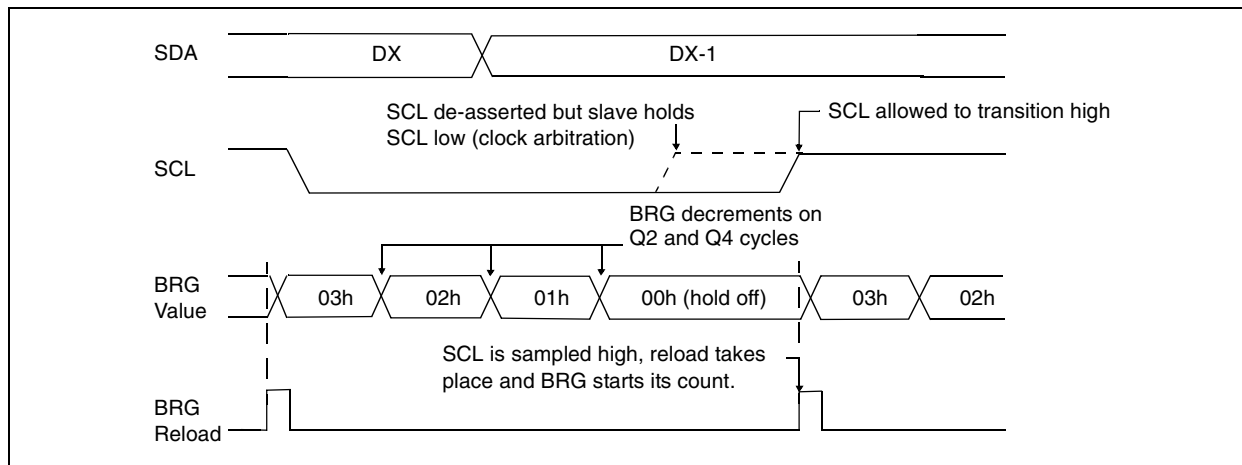 SDA
DX
DX-1
SCL de-asserted but slave holds
SCL low (clock arbitration)
SCL allowed to transition high
SCL
BRG decrements on
Q2 and Q4 cycles
BRG
Value
03h
02h
01h
00h (hold off)
03h
02h
SCL is sampled high, reload takes
place and BRG starts its count.
BRG
Reload